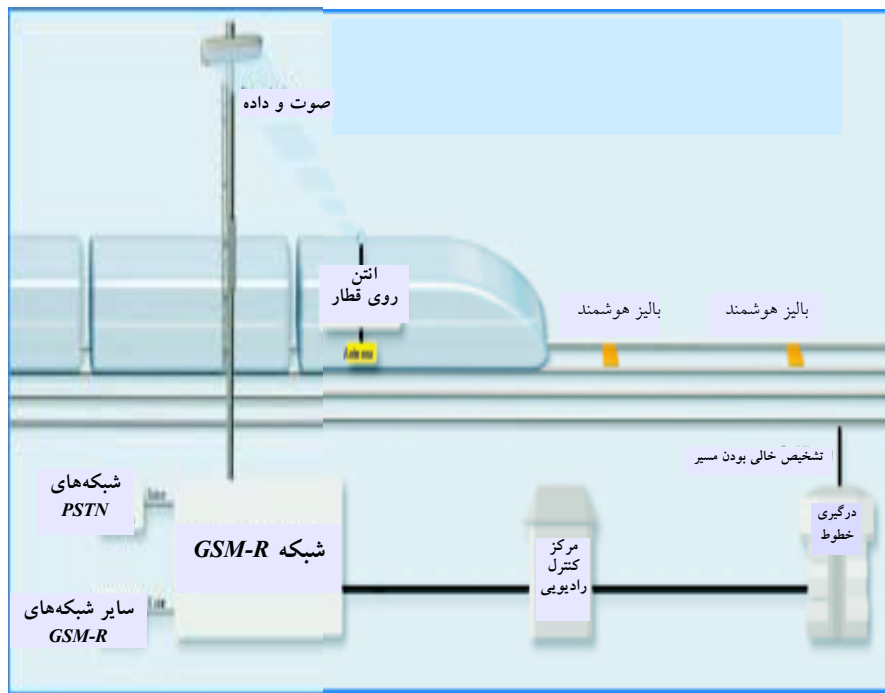 صوت و داده
انتن
روی قطار
بالیز هوشمند
بالیز هوشمند
تشخیص خالی بودن مسیر
شبکه‌های
PSTN
شبکه GSM-R
مرکز
کنترل
رادیویی
درگیری
خطوط
سایر شبکه‌های
GSM-R